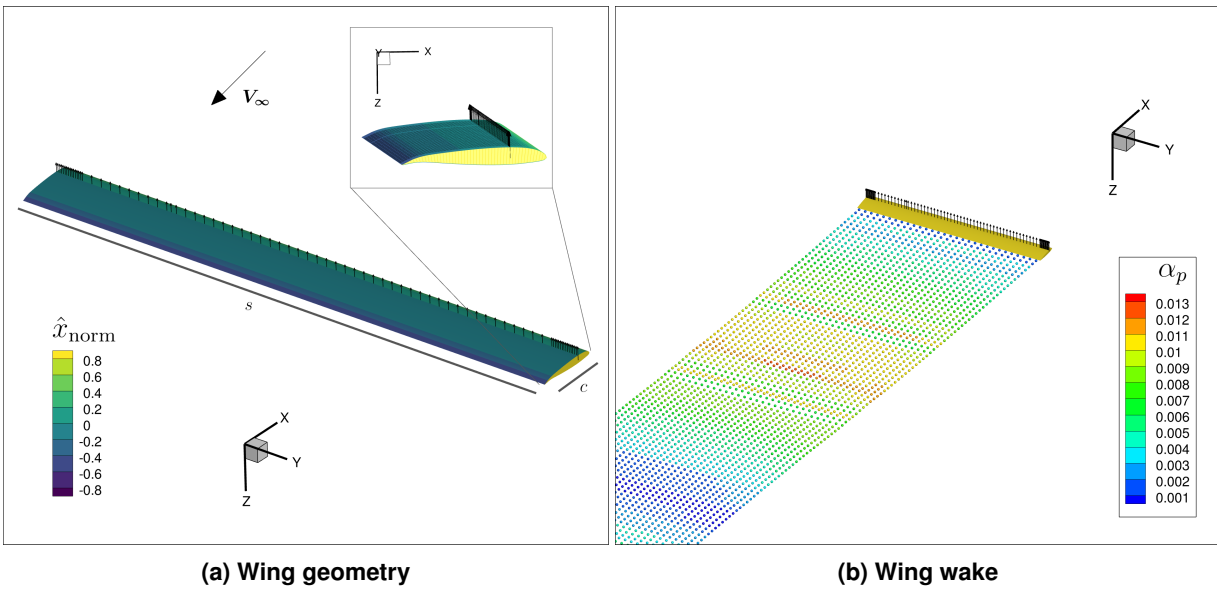 Y
X
Z
V∞
s
c
x̂norm
0.8
0.6
0.4
0.2
0
-0.2
-0.4
-0.6
-0.8
X
Y
Z
(a) Wing geometry
X
Y
Z
αp
0.013
0.012
0.011
0.01
0.009
0.008
0.007
0.006
0.005
0.004
0.003
0.002
0.001
(b) Wing wake